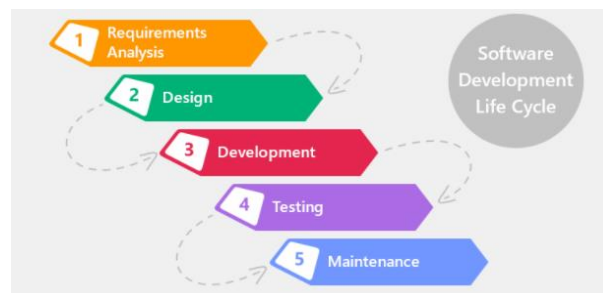 1
Requirements
Analysis
Software
Development
Life Cycle
2
Design
3
Development
4
Testing
5
Maintenance